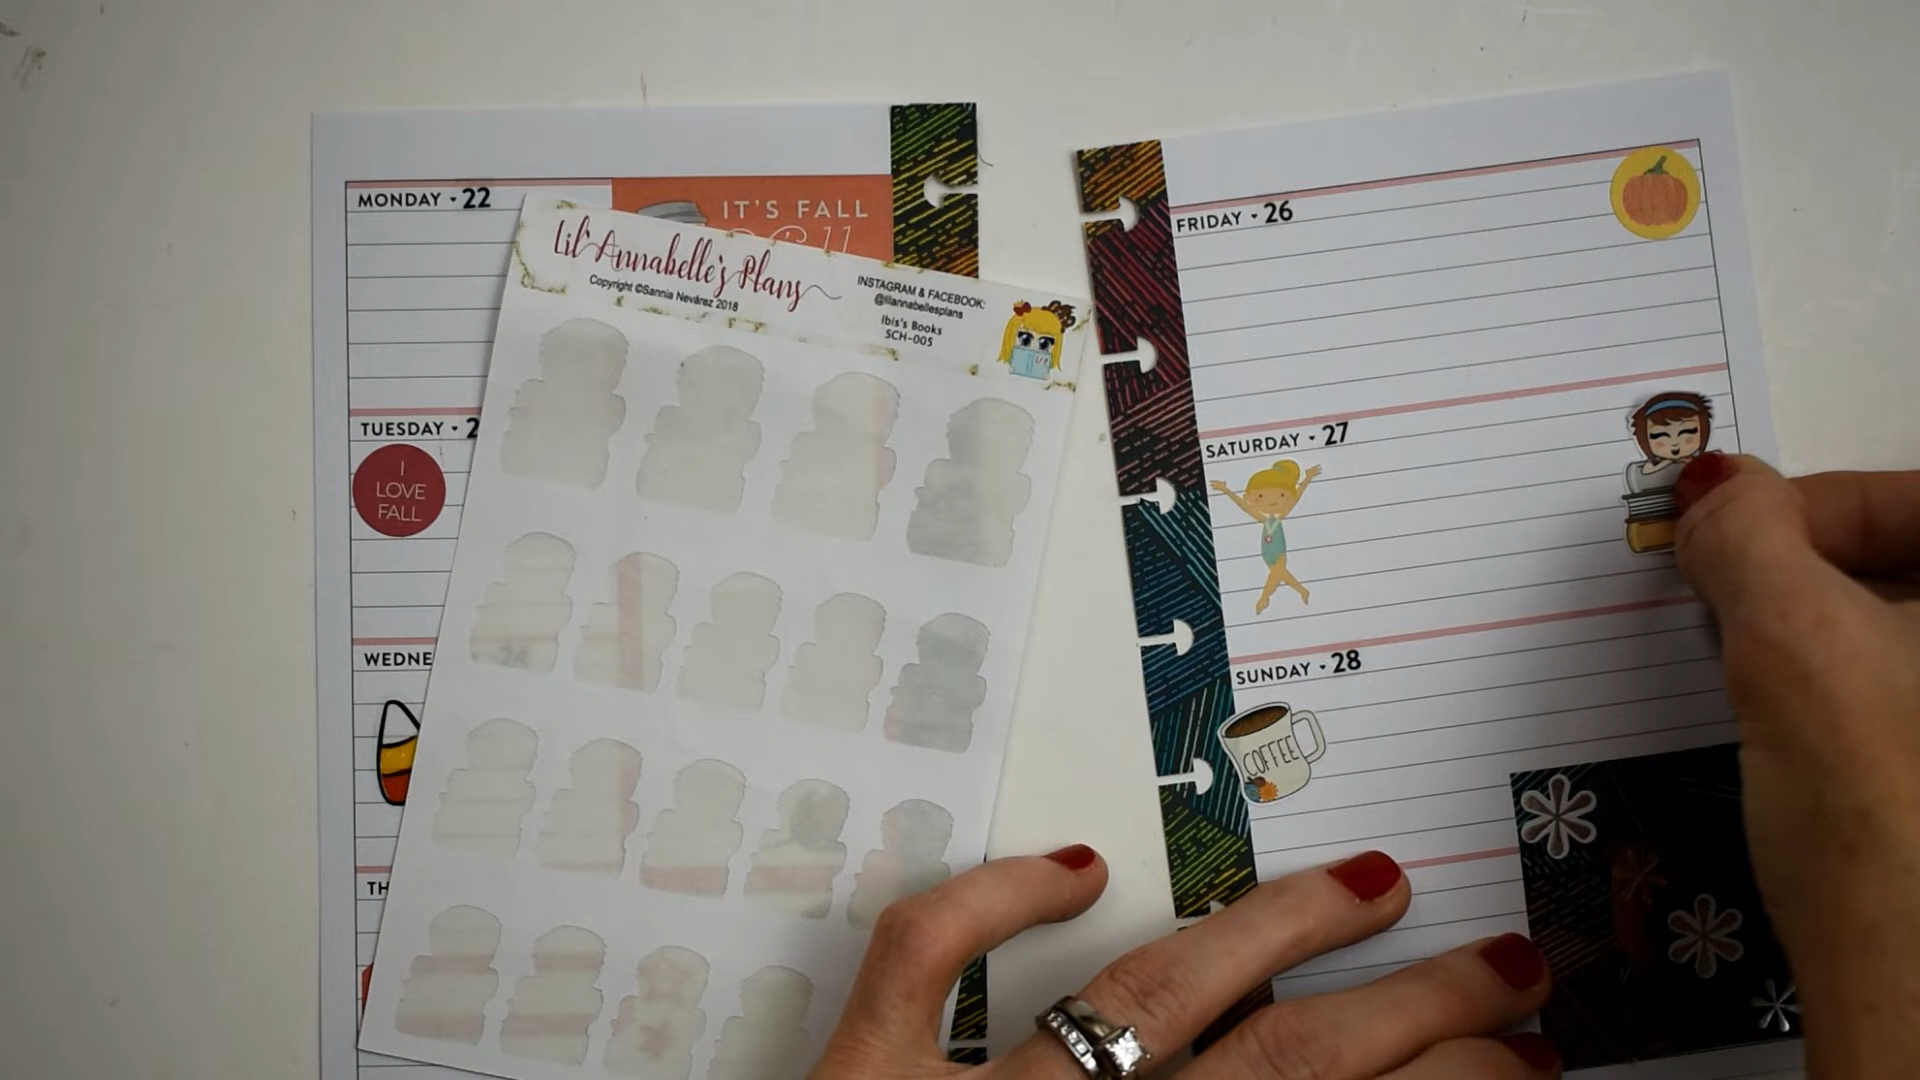 MONDAY • 22
IT'S FALL
Lil' Annabelle's Plans
Copyright ©Sannia Nevárez 2018
INSTAGRAM & FACEBOOK:
@lilannabellesplans
Ibis's Books
SCH-005
TUESDAY • 2
I
LOVE
FALL
WEDNE
TH
FRIDAY • 26
SATURDAY • 27
SUNDAY • 28
COFFEE